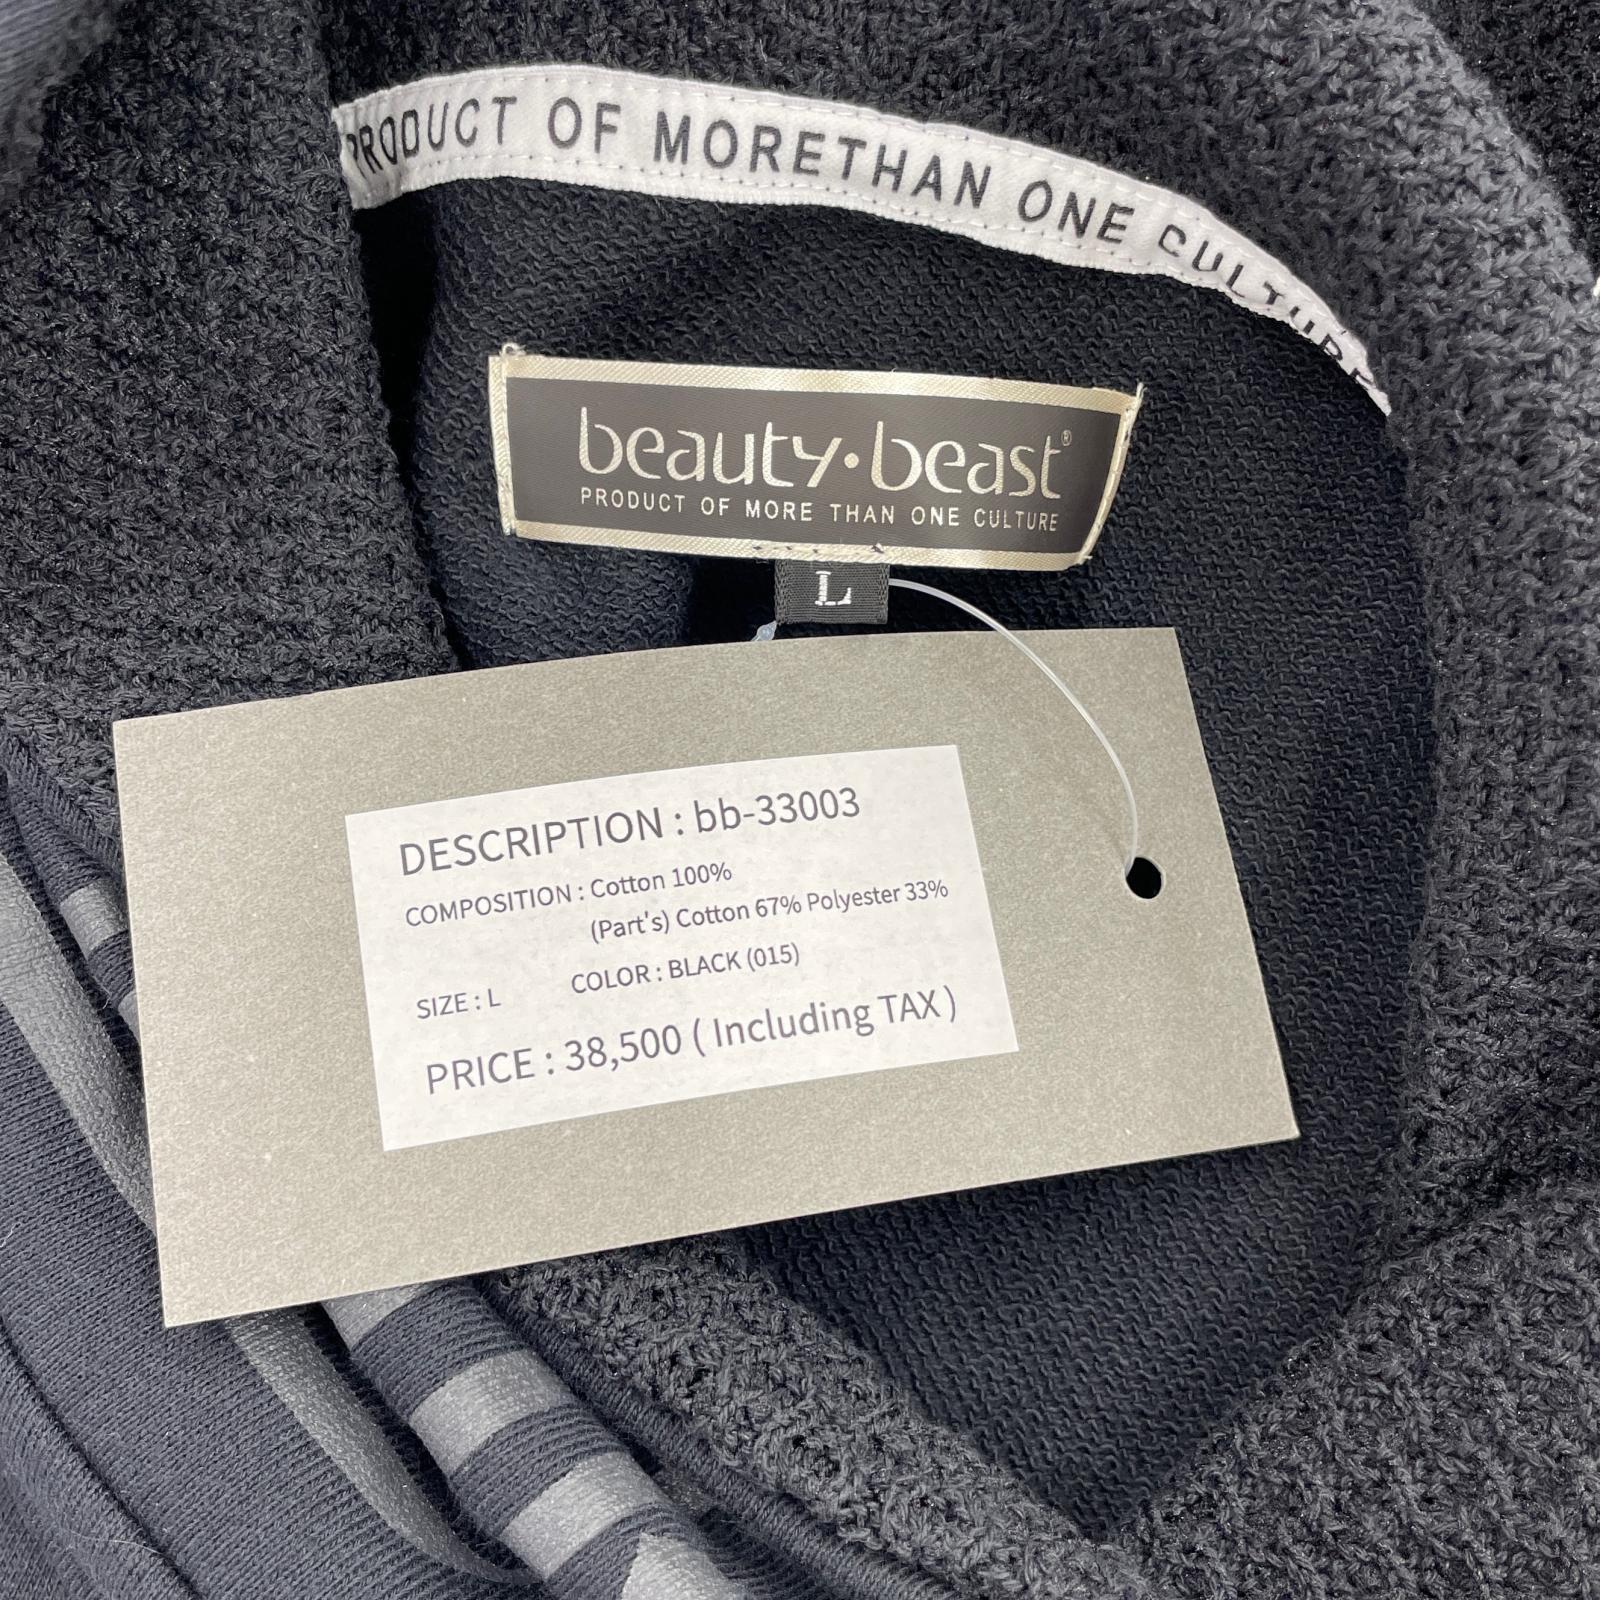 PRODUCT OF MORETHAN ONE CULTURE
beauty·beast®
PRODUCT OF MORE THAN ONE CULTURE
L
DESCRIPTION : bb-33003
COMPOSITION : Cotton 100%
(Part's) Cotton 67% Polyester 33%
SIZE : L COLOR : BLACK (015)
PRICE : 38,500 ( Including TAX )